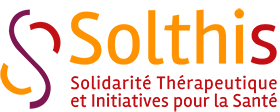 Solthis
Solidarité Thérapeutique
et Initiatives pour la Santé